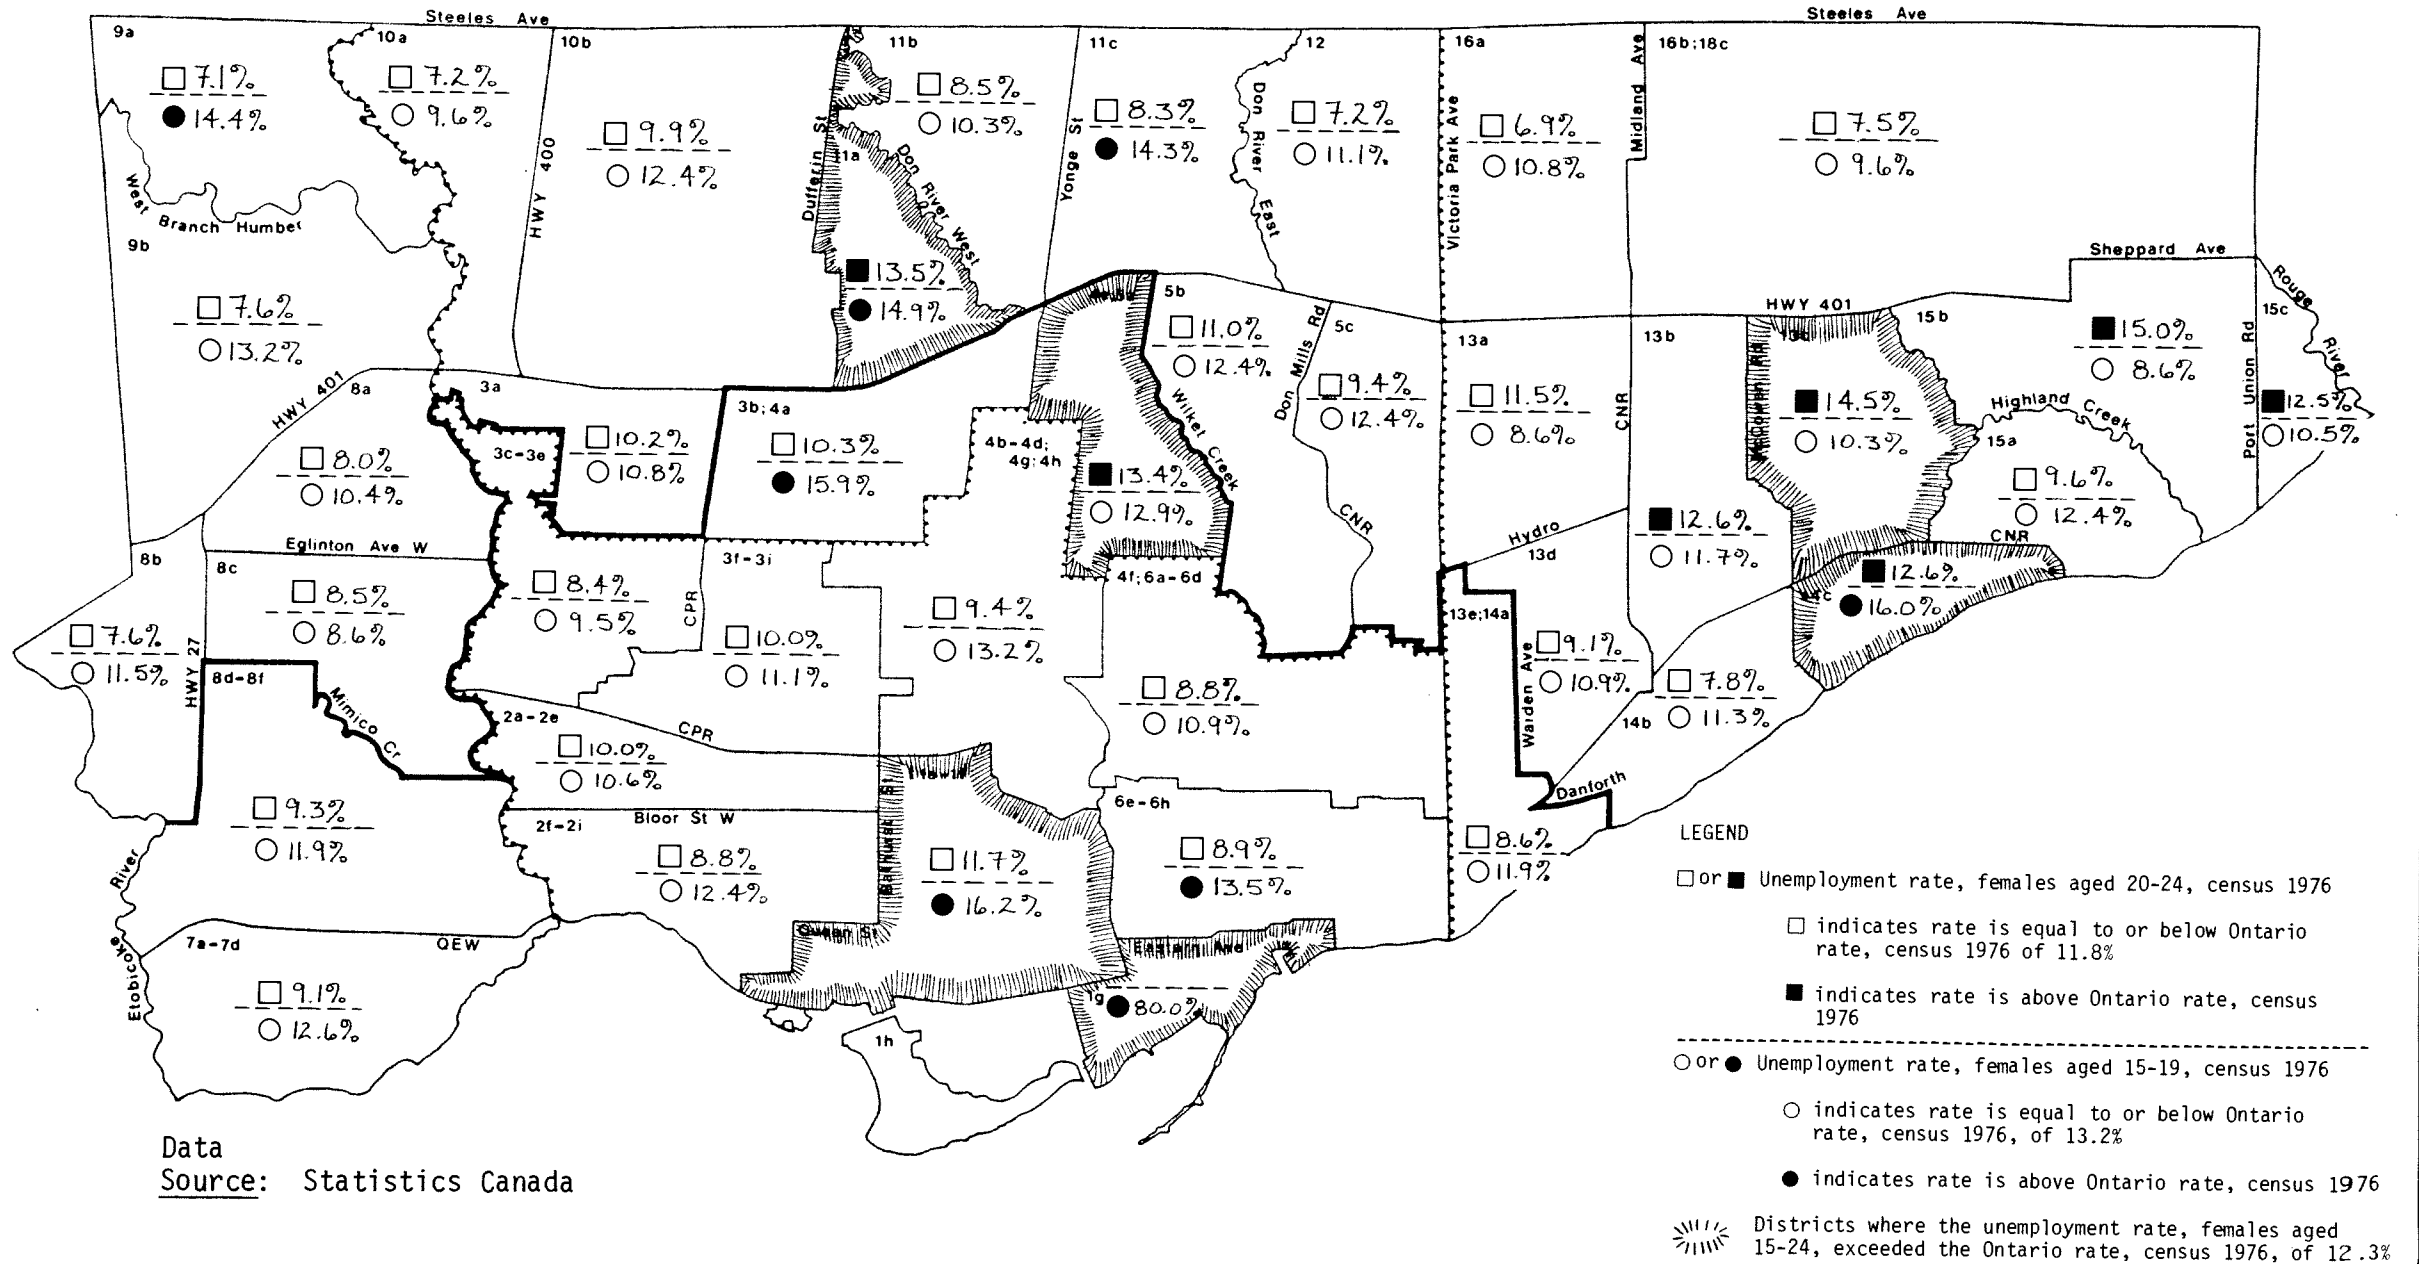 Steeles Ave
Steeles Ave
9a
10a
10b
11b
11c
12
16a
Midland Ave
16b;18c
□ 7.1%
● 14.4%
□ 7.2%
○ 9.6%
□ 9.9%
○ 12.4%
□ 8.5%
○ 10.3%
□ 8.3%
● 14.3%
□ 7.2%
○ 11.1%
□ 6.9%
○ 10.8%
□ 7.5%
○ 9.6%
HWY 400
Dufferin St
11a
Don River West
Yonge St
Don River East
Victoria Park Ave
West Branch Humber
9b
□ 7.6%
○ 13.2%
■ 13.5%
● 14.9%
Sheppard Ave
HWY 401
Rouge River
15c
5b
□ 11.0%
○ 12.4%
Don Mills Rd
5c
□ 9.4%
○ 12.4%
13a
□ 11.5%
○ 8.6%
13b
CNR
15b
■ 15.0%
○ 8.6%
Port Union Rd
■ 12.5%
○ 10.5%
McCowan Rd
■ 14.5%
○ 10.3%
Highland Creek
15a
□ 9.6%
○ 12.4%
HWY 401
8a
□ 8.0%
○ 10.4%
3a
3c-3e
□ 10.2%
○ 10.8%
3b;4a
□ 10.3%
● 15.9%
4b-4d;
4g;4h
■ 13.4%
○ 12.9%
Wilket Creek
CNR
Hydro
13d
■ 12.6%
○ 11.7%
CNR
8b
Eglinton Ave W
8c
□ 8.5%
○ 8.6%
□ 8.4%
○ 9.5%
CPR
3f-3i
□ 10.0%
○ 11.1%
□ 9.4%
○ 13.2%
4f;6a-6d
□ 8.8%
○ 10.9%
13e;14a
■ 12.6%
● 16.0%
□ 7.6%
○ 11.5%
HWY 27
8d-8f
Mimico Cr
Warden Ave
□ 9.1%
○ 10.9%
□ 7.8%
○ 11.3%
14b
2a-2e
CPR
□ 10.0%
○ 10.6%
Danforth
□ 9.3%
○ 11.9%
2f-2i
Bloor St W
□ 8.8%
○ 12.4%
Bathurst St
□ 11.7%
● 16.2%
6e-6h
□ 8.9%
● 13.5%
□ 8.6%
○ 11.9%
Etobicoke River
7a-7d
QEW
□ 9.1%
○ 12.6%
Queen St
Eastern Ave
1g
● 80.0%
1h
Data
Source: Statistics Canada
LEGEND
□ or ■ Unemployment rate, females aged 20-24, census 1976
□ indicates rate is equal to or below Ontario
rate, census 1976 of 11.8%
■ indicates rate is above Ontario rate, census
1976
○ or ● Unemployment rate, females aged 15-19, census 1976
○ indicates rate is equal to or below Ontario
rate, census 1976, of 13.2%
● indicates rate is above Ontario rate, census 1976
Districts where the unemployment rate, females aged
15-24, exceeded the Ontario rate, census 1976, of 12.3%